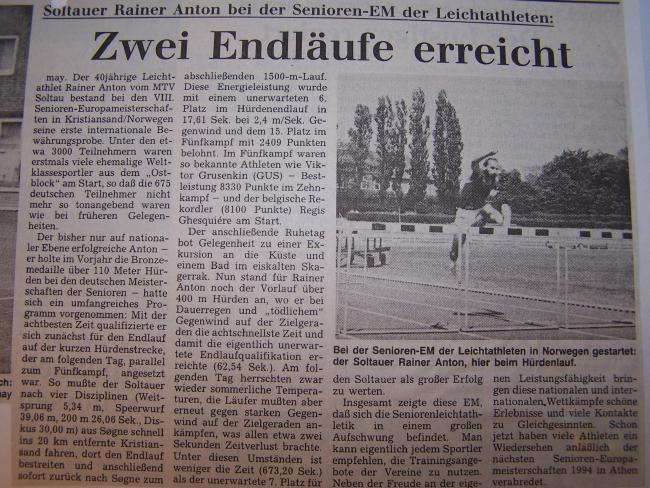 Soltauer Rainer Anton bei der Senioren-EM der Leichtathleten:
Zwei Endläufe erreicht
may. Der 40jährige Leicht-
athlet Rainer Anton vom MTV
Soltau bestand bei den VIII.
Senioren-Europameisterschaf-
ten in Kristiansand/Norwegen
seine erste internationale Be-
währungsprobe. Unter den et-
wa 3000 Teilnehmern waren
erstmals viele ehemalige Welt-
klassesportler aus dem „Ost-
block" am Start, so daß die 675
deutschen Teilnehmer nicht
mehr so tonangebend waren
wie bei früheren Gelegen-
heiten.
Der bisher nur auf nationa-
ler Ebene erfolgreiche Anton –
er holte im Vorjahr die Bronze-
medaille über 110 Meter Hür-
den bei den deutschen Meister-
schaften der Senioren – hatte
sich ein umfangreiches Pro-
gramm vorgenommen: Mit der
achtbesten Zeit qualifizierte er
sich zunächst für den Endlauf
auf der kurzen Hürdenstrecke,
der am folgenden Tag, parallel
zum Fünfkampf, angesetzt
war. So mußte der Soltauer
nach vier Disziplinen (Weit-
sprung 5,34 m, Speerwurf
39,06 m, 200 m 26,06 Sek., Dis-
kus 30,00 m) aus Søgne schnell
ins 20 km entfernte Kristian-
sand fahren, dort den Endlauf
bestreiten und anschließend
sofort zurück nach Søgne zum
abschließenden 1500-m-Lauf.
Diese Energieleistung wurde
mit einem unerwarteten 6.
Platz im Hürdenendlauf in
17,61 Sek. bei 2,4 m/Sek. Ge-
genwind und dem 15. Platz im
Fünfkampf mit 2409 Punkten
belohnt. Im Fünfkampf waren
so bekannte Athleten wie Vik-
tor Grusenkin (GUS) – Best-
leistung 8330 Punkte im Zehn-
kampf – und der belgische Re-
kordler (8100 Punkte) Regis
Ghesquière am Start.
Der anschließende Ruhetag
bot Gelegenheit zu einer Ex-
kursion an die Küste und
einem Bad im eiskalten Ska-
gerrak. Nun stand für Rainer
Anton noch der Vorlauf über
400 m Hürden an, wo er bei
Dauerregen und „tödlichem"
Gegenwind auf der Zielgera-
den die achtschnellste Zeit und
damit die eigentlich unerwar-
tete Endlaufqualifikation er-
reichte (62,54 Sek.). Am fol-
genden Tag herrschten zwar
wieder sommerliche Tempera-
turen, die Läufer mußten aber
erneut gegen starken Gegen-
wind auf der Zielgeraden an-
kämpfen, was allen etwa zwei
Sekunden Zeitverlust brachte.
Unter diesen Umständen ist
weniger die Zeit (673,20 Sek.)
als der unerwartete 7. Platz für
Bei der Senioren-EM der Leichtathleten in Norwegen gestartet:
der Soltauer Rainer Anton, hier beim Hürdenlauf.
den Soltauer als großer Erfolg
zu werten.
Insgesamt zeigte diese EM,
daß sich die Seniorenleichtath-
letik in einem großen
Aufschwung befindet. Man
kann eigentlich jedem Sportler
empfehlen, die Trainingsange-
bote der Vereine zu nutzen.
Neben der Freude an der eige-
nen Leistungsfähigkeit brin-
gen diese nationalen und inter-
nationalen Wettkämpfe schöne
Erlebnisse und viele Kontakte
zu Gleichgesinnten. Schon
jetzt haben viele Athleten ein
Wiedersehen anläßlich der
nächsten Senioren-Europa-
meisterschaften 1994 in Athen
verabredet.